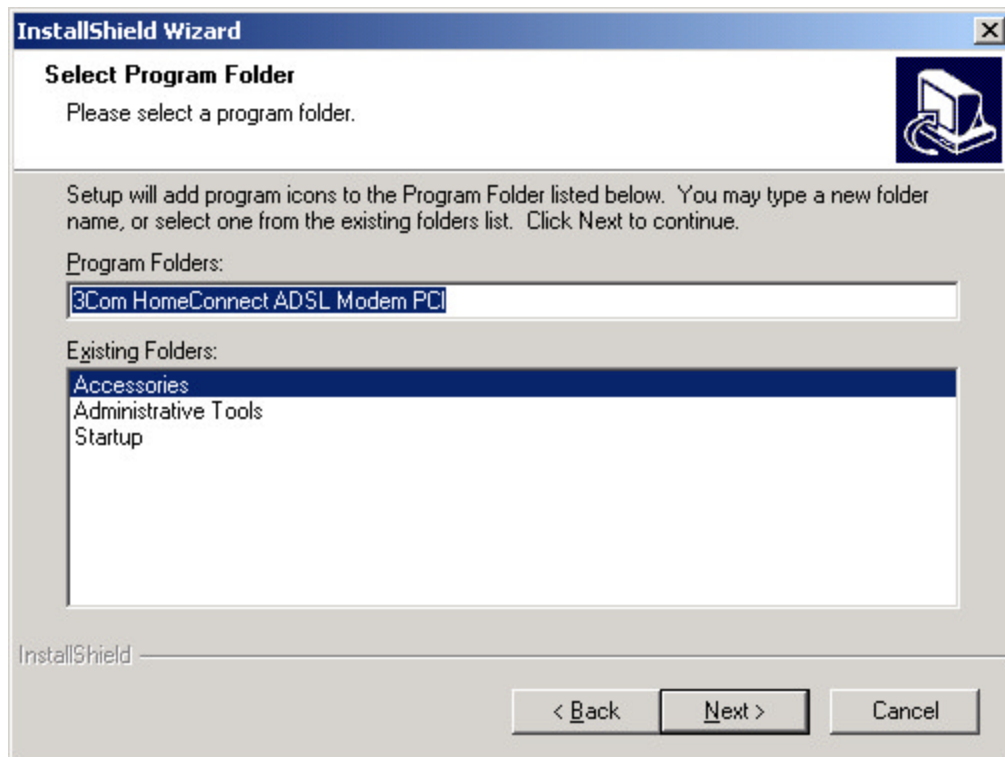 InstallShield Wizard
Select Program Folder
Please select a program folder.
Setup will add program icons to the Program Folder listed below.  You may type a new folder
name, or select one from the existing folders list.  Click Next to continue.
Program Folders:
3Com HomeConnect ADSL Modem PCI
Existing Folders:
Accessories
Administrative Tools
Startup
InstallShield
< Back
Next >
Cancel